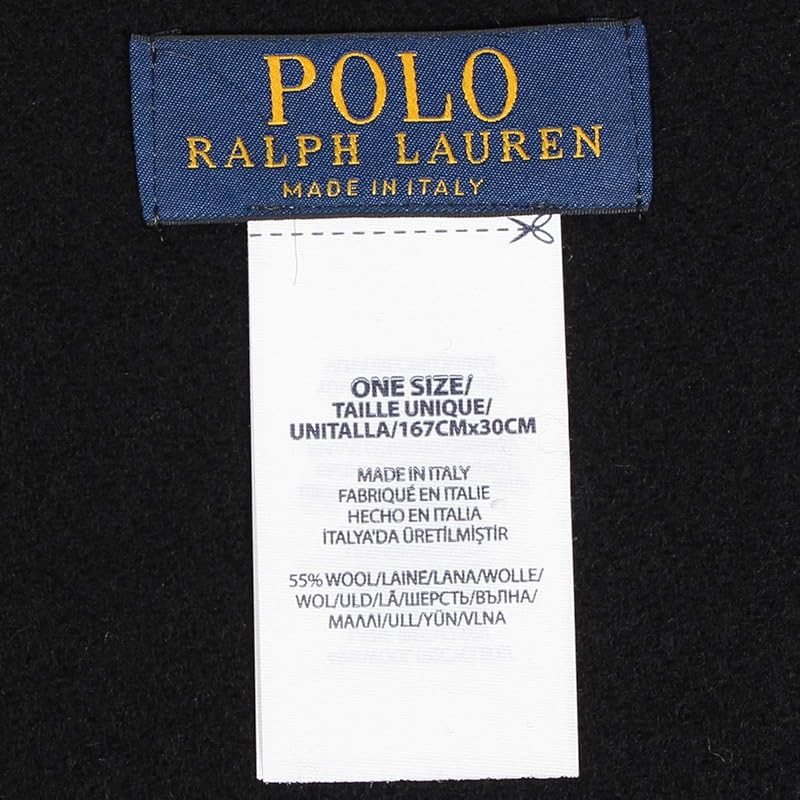 POLO
RALPH LAUREN
MADE IN ITALY
ONE SIZE/
TAILLE UNIQUE/
UNITALLA/167CMx30CM
MADE IN ITALY
FABRIQUÉ EN ITALIE
HECHO EN ITALIA
İTALYA'DA ÜRETİLMİŞTİR
55% WOOL/LAINE/LANA/WOLLE/
WOL/ULD/LÃ/ШЕРСТЬ/ВЪЛНА/
ΜΑΛΛΙ/ULL/YÜN/VLNA